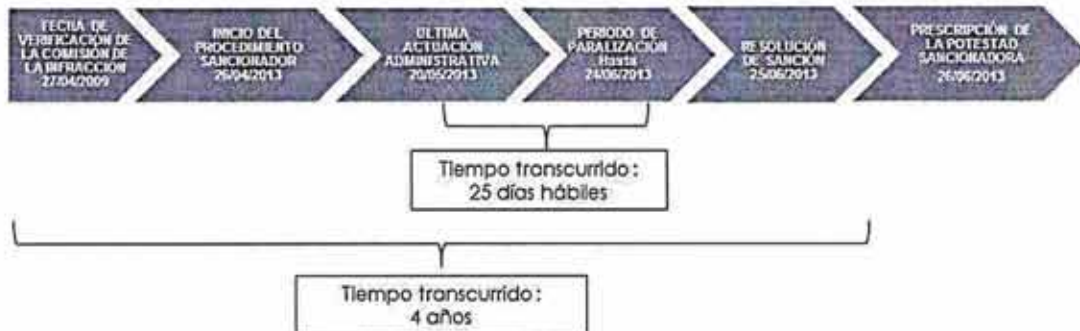 FECHA DE
VERIFICACIÓN DE
LA COMISIÓN DE
LA INFRACCIÓN
27/04/2009
INICIO DEL
PROCEDIMIENTO
SANCIONADOR
26/04/2013
ULTIMA
ACTUACIÓN
ADMINISTRATIVA
20/05/2013
PERIODO DE
PARALIZACIÓN
Hasta
24/06/2013
RESOLUCIÓN
DE SANCIÓN
25/06/2013
PRESCRIPCIÓN DE
LA POTESTAD
SANCIONADORA
26/06/2013
Tiempo transcurrido :
25 días hábiles
Tiempo transcurrido :
4 años